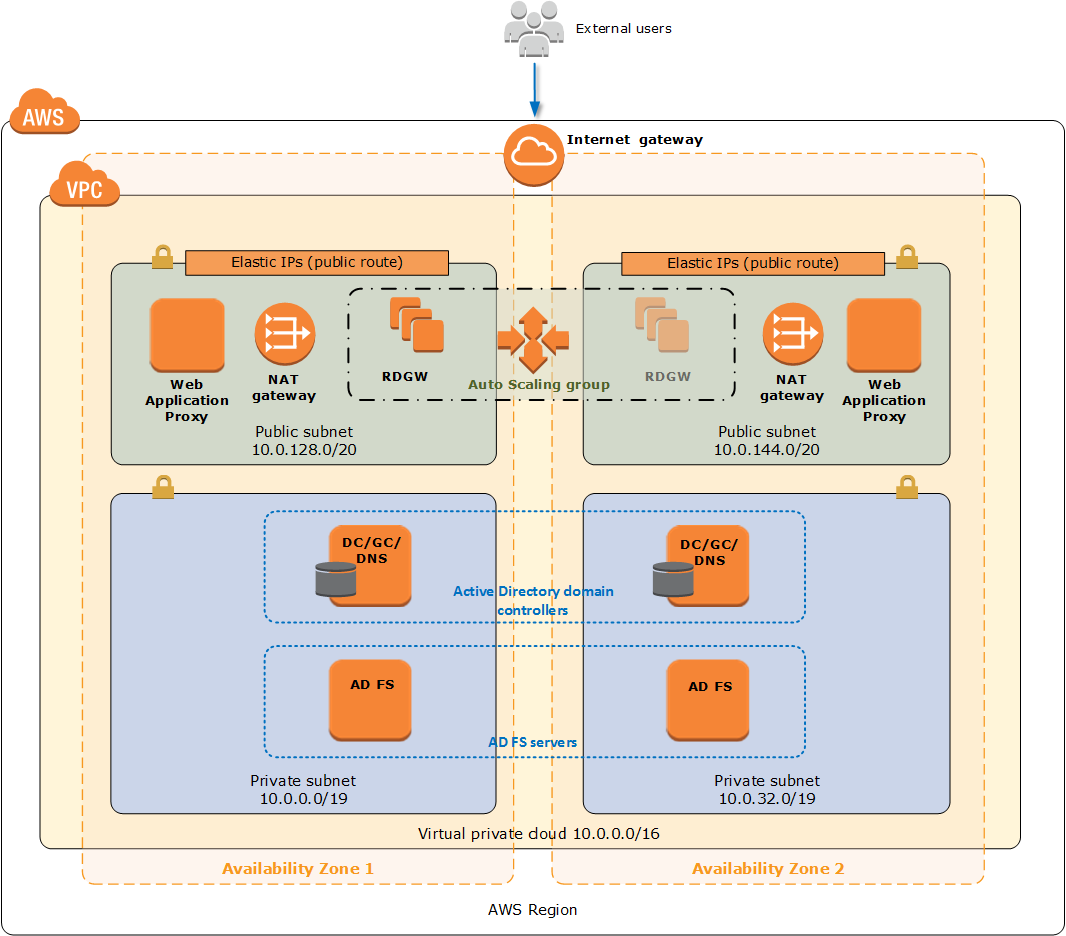 External users
AWS
Internet gateway
VPC
Elastic IPs (public route)
Elastic IPs (public route)
Web
Application
Proxy
NAT
gateway
RDGW
Auto Scaling group
RDGW
NAT
gateway
Web
Application
Proxy
Public subnet
10.0.128.0/20
Public subnet
10.0.144.0/20
DC/GC/
DNS
DC/GC/
DNS
Active Directory domain
controllers
AD FS
AD FS
AD FS servers
Private subnet
10.0.0.0/19
Private subnet
10.0.32.0/19
Virtual private cloud 10.0.0.0/16
Availability Zone 1
Availability Zone 2
AWS Region